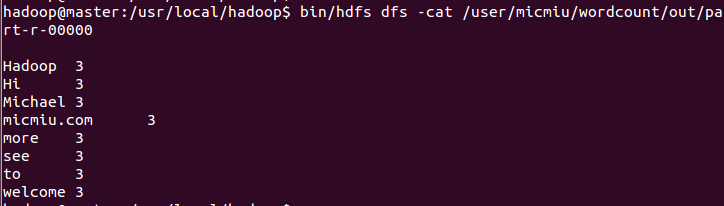 hadoop@master:/usr/local/hadoop$ bin/hdfs dfs -cat /user/micmiu/wordcount/out/pa
rt-r-00000
Hadoop 3
Hi 3
Michael 3
micmiu.com 3
more 3
see 3
to 3
welcome 3